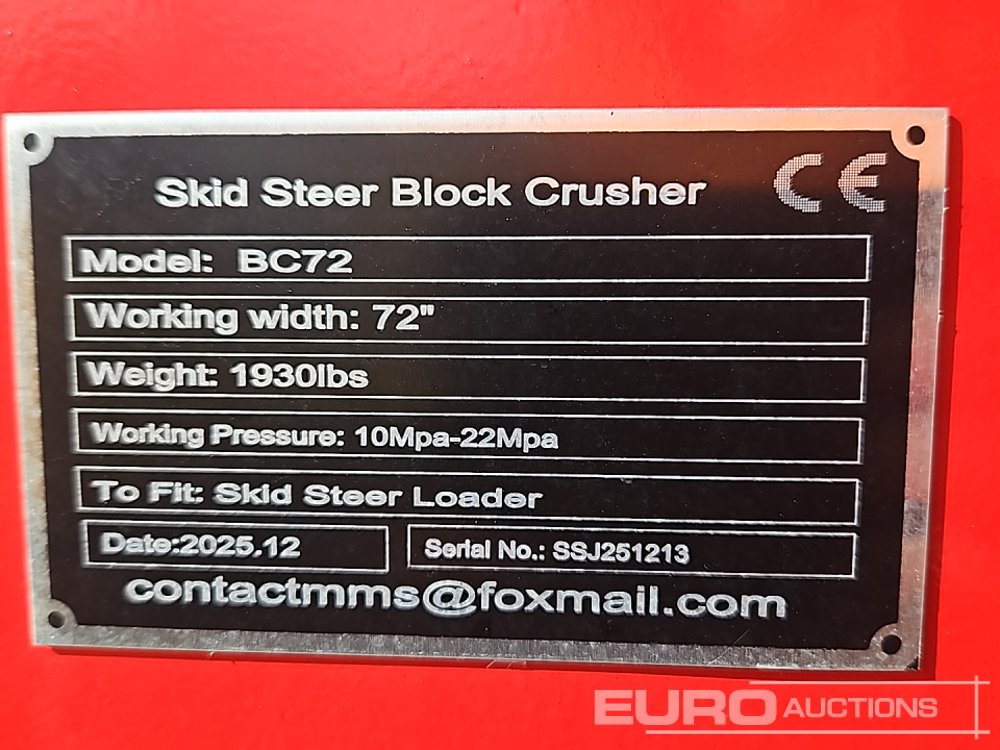 Skid Steer Block Crusher CE
Model: BC72
Working width: 72"
Weight: 1930lbs
Working Pressure: 10Mpa-22Mpa
To Fit: Skid Steer Loader
Date:2025.12 Serial No.: SSJ251213
contactmms@foxmail.com
EURO AUCTIONS